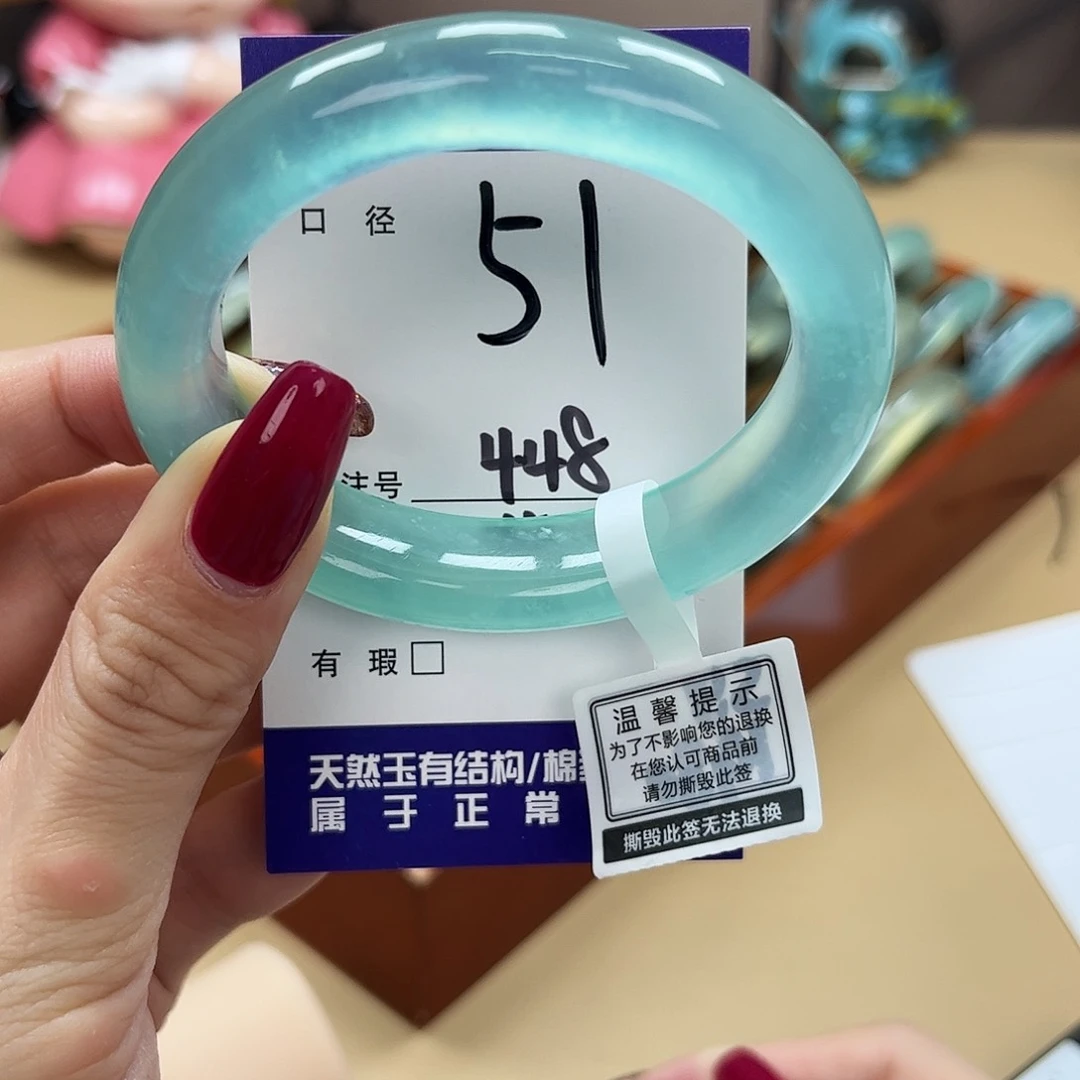 口径 51
注号 448
有瑕□
天然玉有结构/棉
属于正常
温馨提示
为了不影响您的退换
在您认可商品前
请勿撕毁此签
撕毁此签无法退换